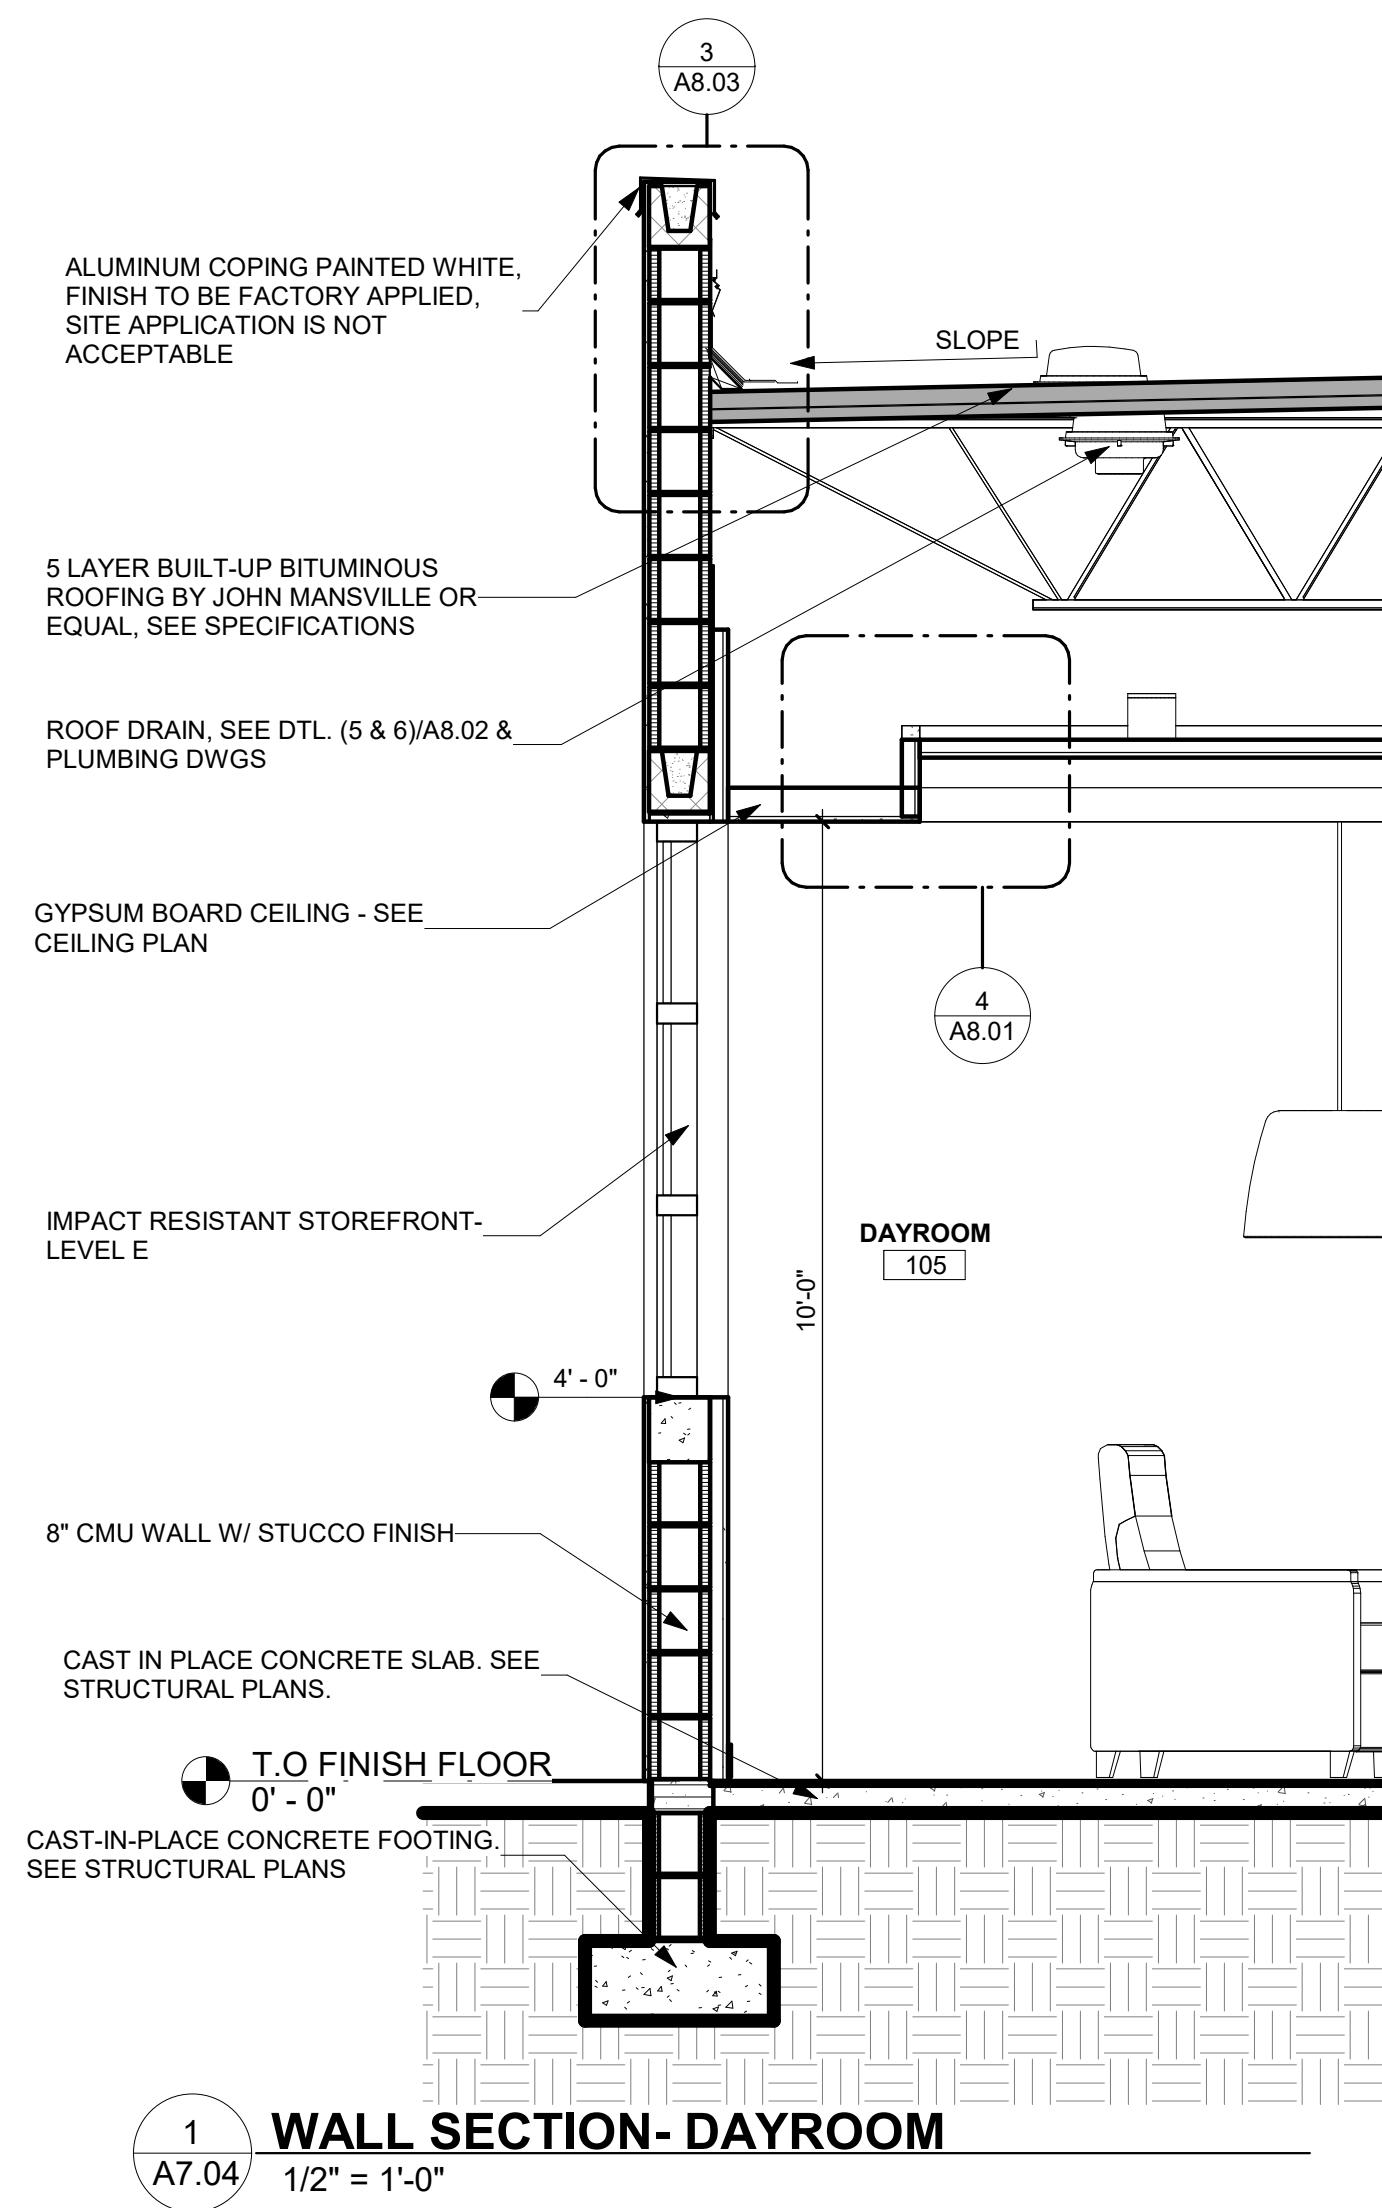 3
A8.03
ALUMINUM COPING PAINTED WHITE,
FINISH TO BE FACTORY APPLIED,
SITE APPLICATION IS NOT
ACCEPTABLE
SLOPE
5 LAYER BUILT-UP BITUMINOUS
ROOFING BY JOHN MANSVILLE OR
EQUAL, SEE SPECIFICATIONS
ROOF DRAIN, SEE DTL. (5 & 6)/A8.02 &
PLUMBING DWGS
GYPSUM BOARD CEILING - SEE
CEILING PLAN
4
A8.01
IMPACT RESISTANT STOREFRONT-
LEVEL E
DAYROOM
105
10'-0"
4' - 0"
8" CMU WALL W/ STUCCO FINISH
CAST IN PLACE CONCRETE SLAB. SEE
STRUCTURAL PLANS.
T.O FINISH FLOOR
0' - 0"
CAST-IN-PLACE CONCRETE FOOTING.
SEE STRUCTURAL PLANS
1
A7.04
WALL SECTION- DAYROOM
1/2" = 1'-0"